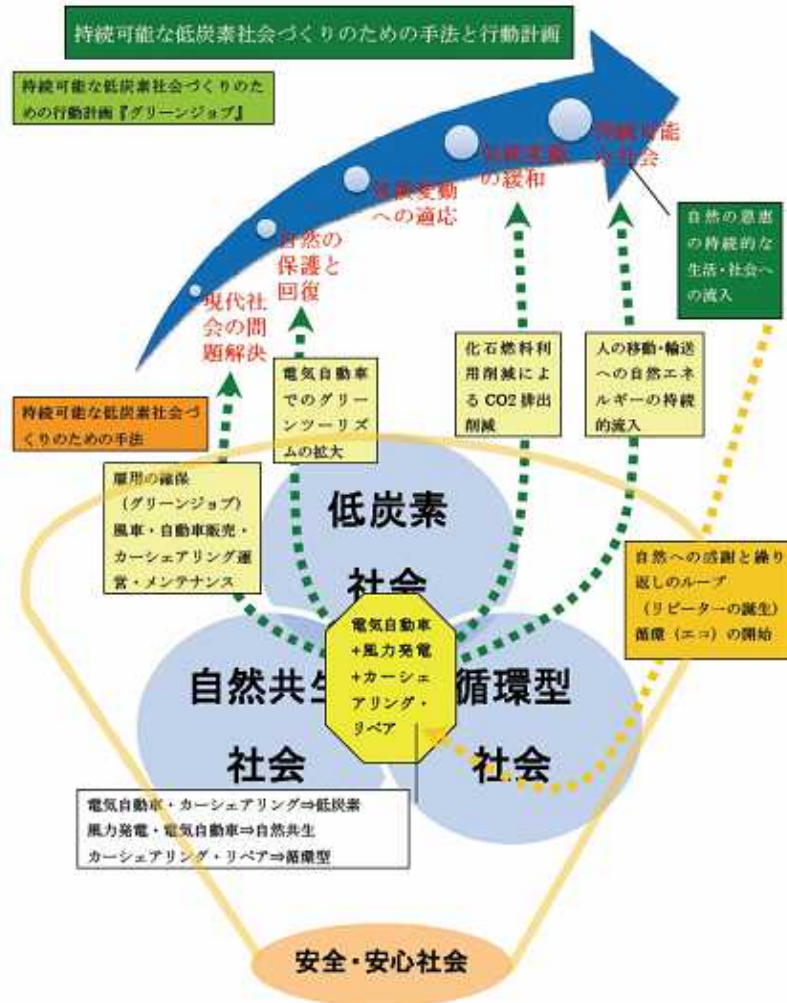 持続可能な低炭素社会づくりのための手法と行動計画
持続可能な低炭素社会づくりのた
めの行動計画『グリーンジョブ』
持続可能
な社会
気候変動
の緩和
気候変動
への適応
自然の
保護と
回復
現代社
会の問
題解決
自然の恩恵
の持続的な
生活・社会へ
の流入
化石燃料利
用削減によ
るCO2排出
削減
人の移動・輸送
への自然エネ
ルギーの持続
的流入
電気自動車
でのグリー
ンツーリズ
ムの拡大
持続可能な低炭素社会づ
くりのための手法
雇用の確保
（グリーンジョブ）
風車・自動車販売・
カーシェアリング運
営・メンテナンス
低炭素
社会
自然への感謝と繰り
返しのループ
（リピーターの誕生）
循環（エコ）の開始
電気自動車
+風力発電
+カーシェ
アリング・
リペア
自然共生
社会
循環型
社会
電気自動車・カーシェアリング⇒低炭素
風力発電・電気自動車⇒自然共生
カーシェアリング・リペア⇒循環型
安全・安心社会